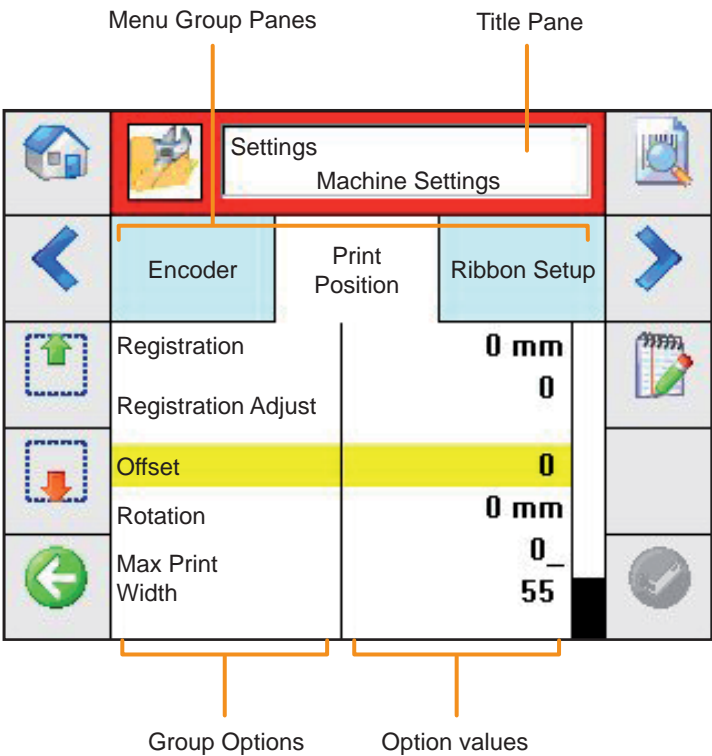 Menu Group Panes
Title Pane
Settings
Machine Settings
Encoder
Print
Position
Ribbon Setup
Registration 0 mm
Registration Adjust 0
Offset 0
Rotation 0 mm
Max Print 0_
Width 55
Group Options
Option values